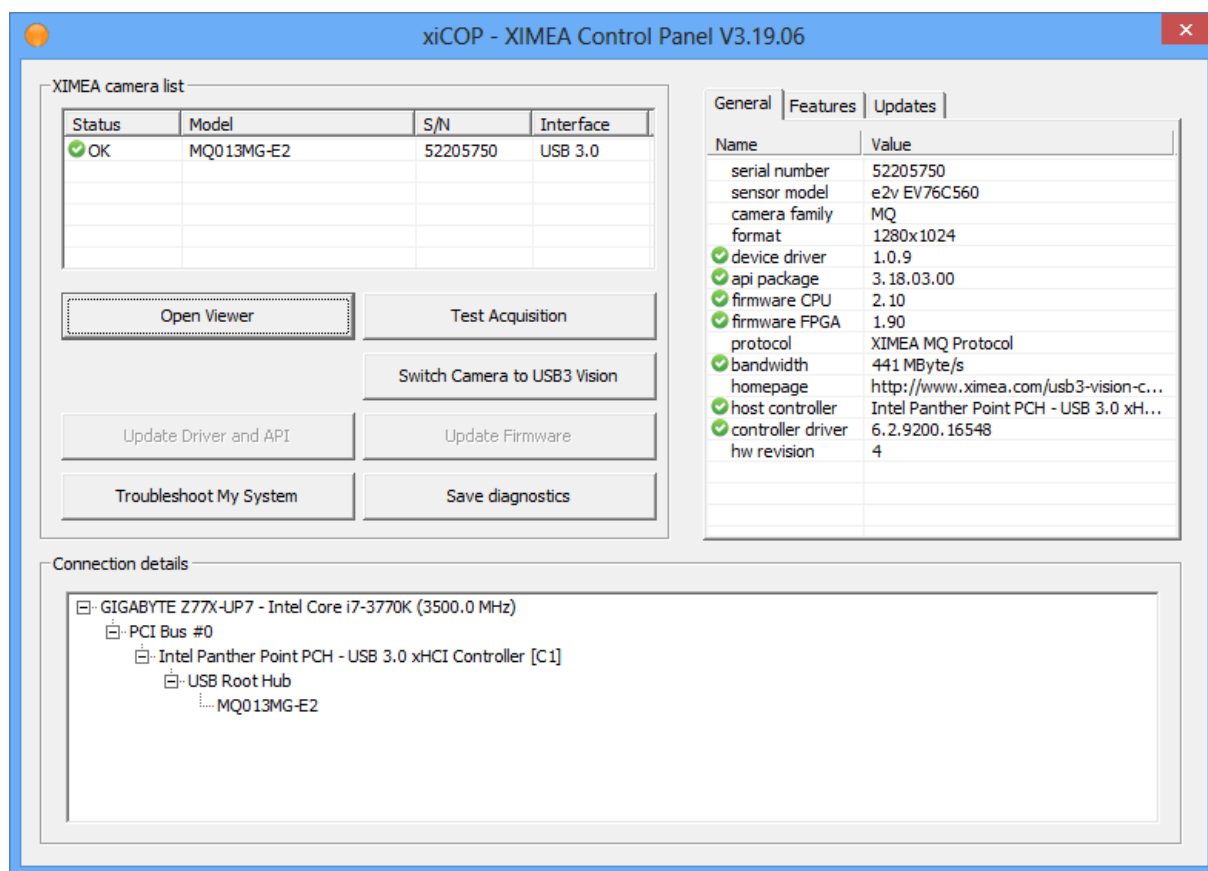 xiCOP - XIMEA Control Panel V3.19.06
XIMEA camera list
Status Model S/N Interface
OK MQ013MG-E2 52205750 USB 3.0
Open Viewer Test Acquisition
Switch Camera to USB3 Vision
Update Driver and API Update Firmware
Troubleshoot My System Save diagnostics
General Features Updates
Name Value
serial number 52205750
sensor model e2v EV76C560
camera family MQ
format 1280x1024
device driver 1.0.9
api package 3.18.03.00
firmware CPU 2.10
firmware FPGA 1.90
protocol XIMEA MQ Protocol
bandwidth 441 MByte/s
homepage http://www.ximea.com/usb3-vision-c...
host controller Intel Panther Point PCH - USB 3.0 xH...
controller driver 6.2.9200.16548
hw revision 4
Connection details
GIGABYTE Z77X-UP7 - Intel Core i7-3770K (3500.0 MHz)
PCI Bus #0
Intel Panther Point PCH - USB 3.0 xHCI Controller [C1]
USB Root Hub
MQ013MG-E2